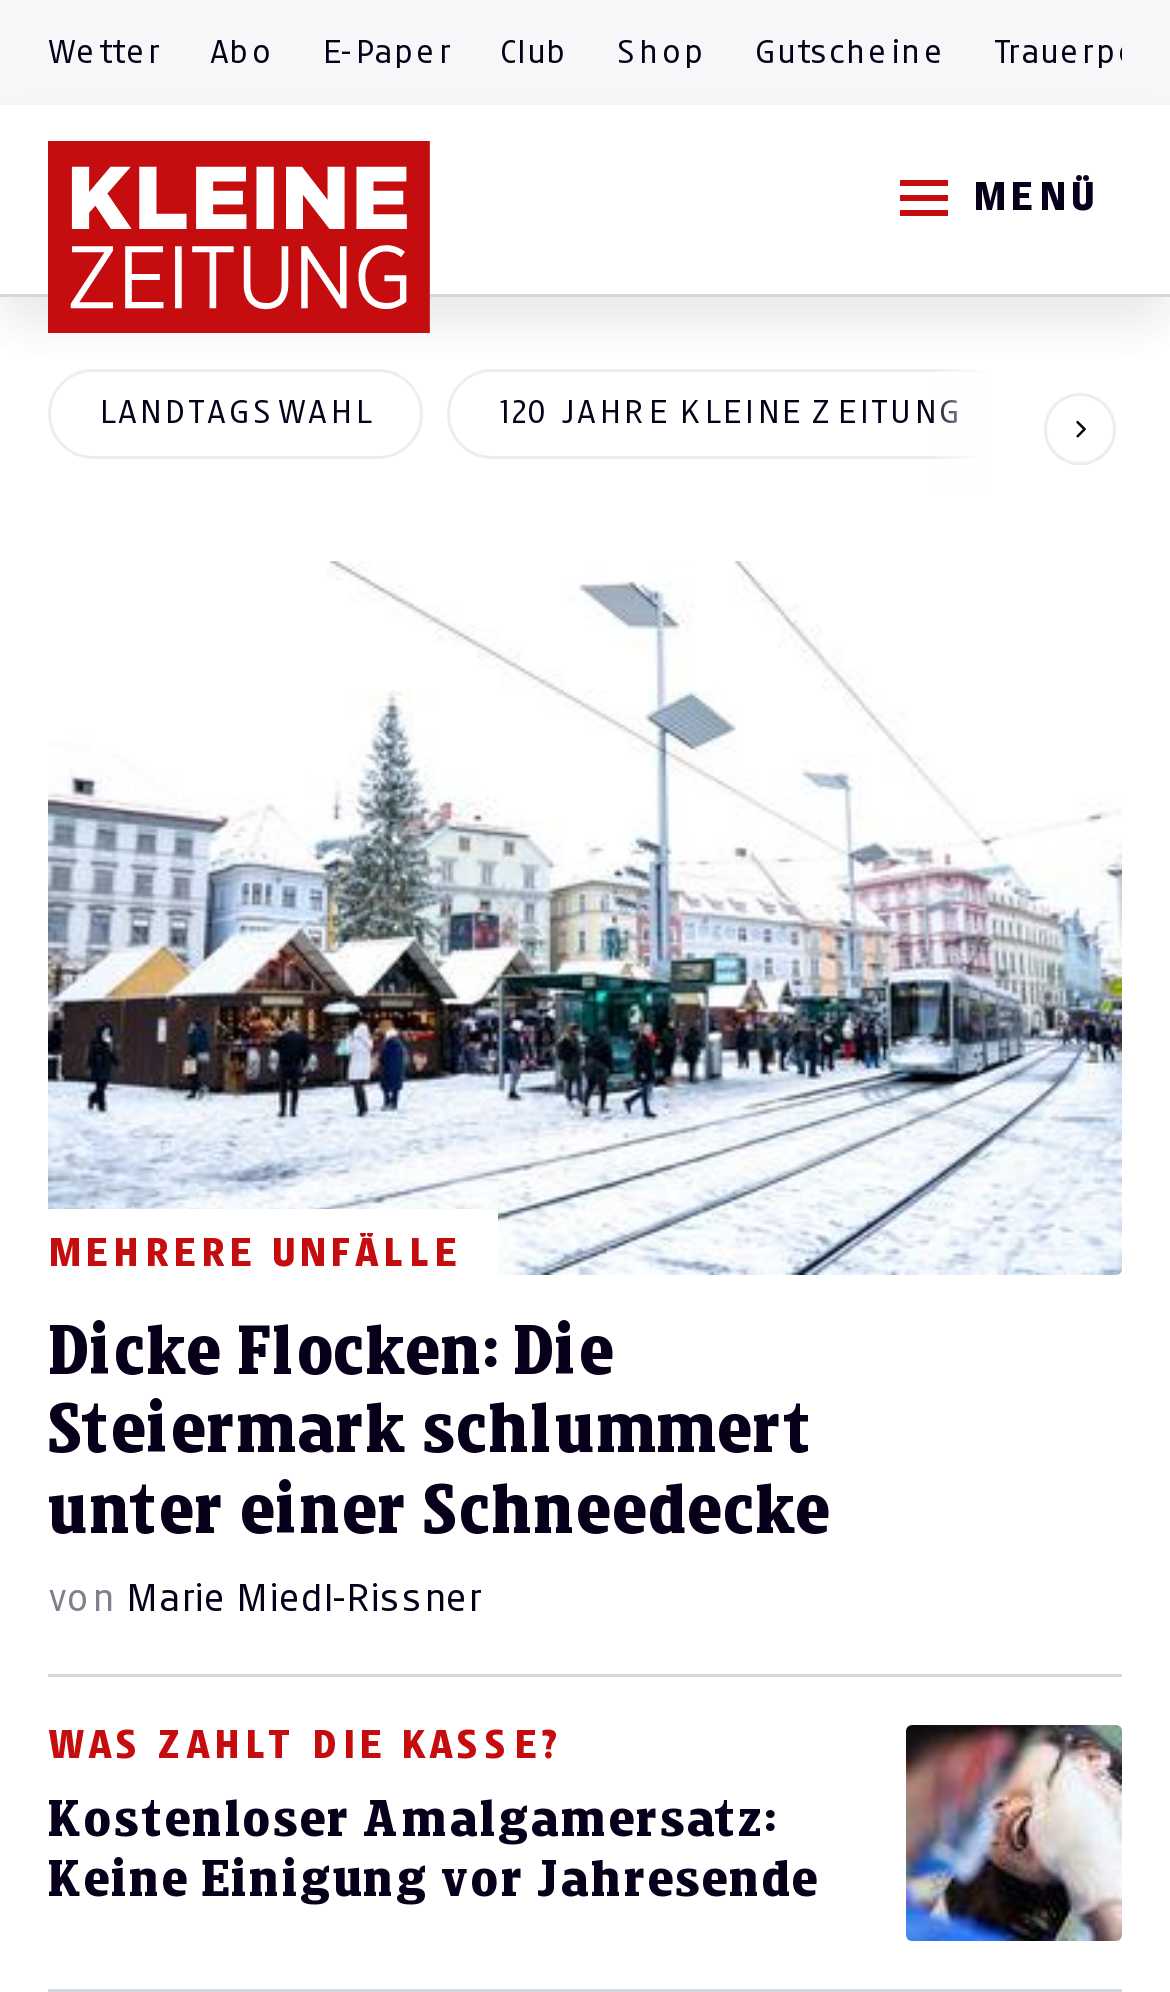 Wetter Abo E-Paper Club Shop Gutscheine
KLEINE
ZEITUNG
MENÜ
LANDTAGSWAHL 120 JAHRE KLEINE ZEITUNG
MEHRERE UNFÄLLE
Dicke Flocken: Die
Steiermark schlummert
unter einer Schneedecke
von Marie Miedl-Rissner
WAS ZAHLT DIE KASSE?
Kostenloser Amalgamersatz:
Keine Einigung vor Jahresende